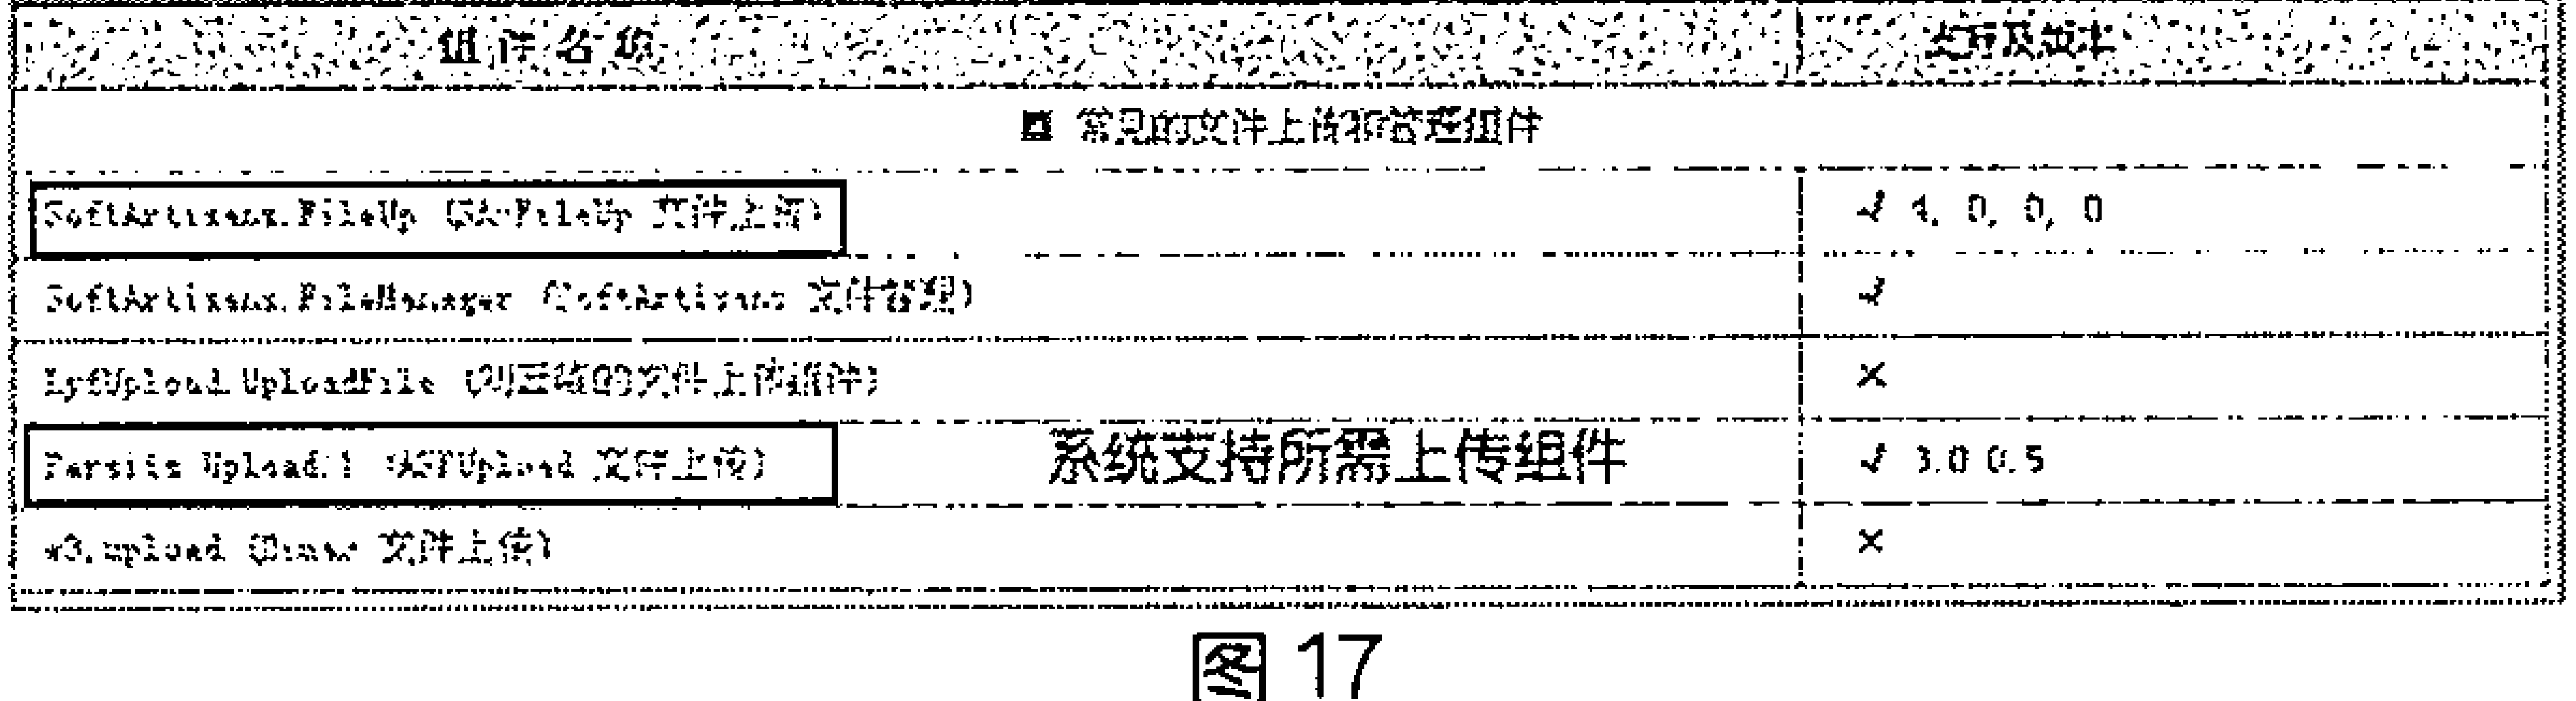 组件名称 支持及版本
常见的文件上传和管理组件
SoftArtisans.FileUp (SA-FileUp 文件上传) √ 4, 0, 0, 0
SoftArtisans.FileManager (SoftArtisans 文件管理) √
LyfUpload.UploadFile (刘云峰的文件上传组件) ×
Persits.Upload.1 (ASPUpload 文件上传) 系统支持所需上传组件 √ 3.0.0.5
w3.upload (Dimac 文件上传) ×
图 17